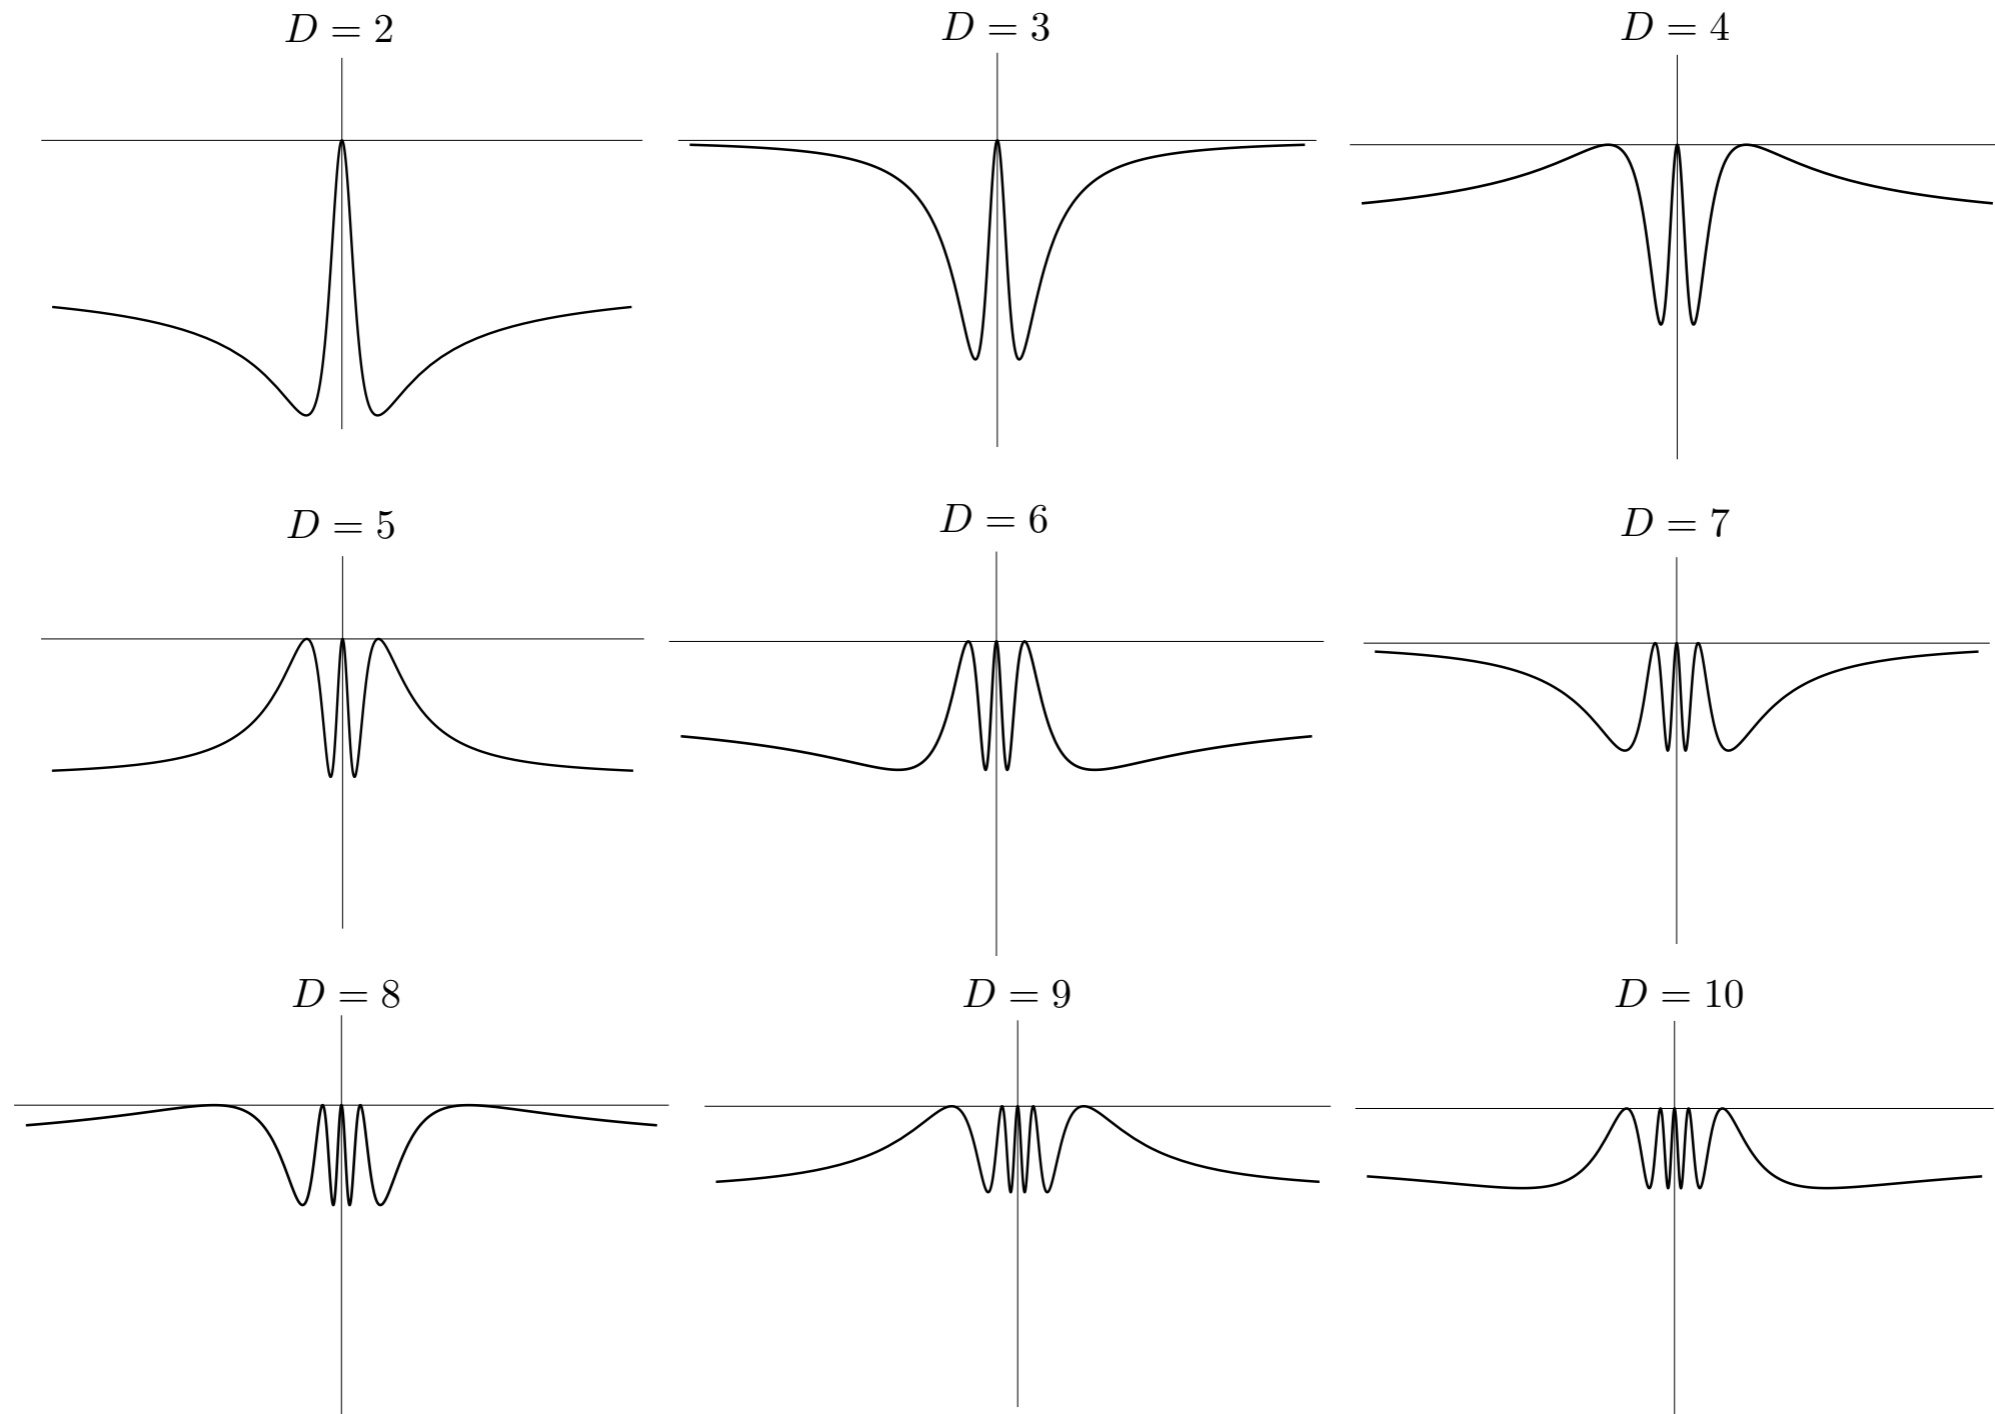 D = 2
D = 3
D = 4
D = 5
D = 6
D = 7
D = 8
D = 9
D = 10